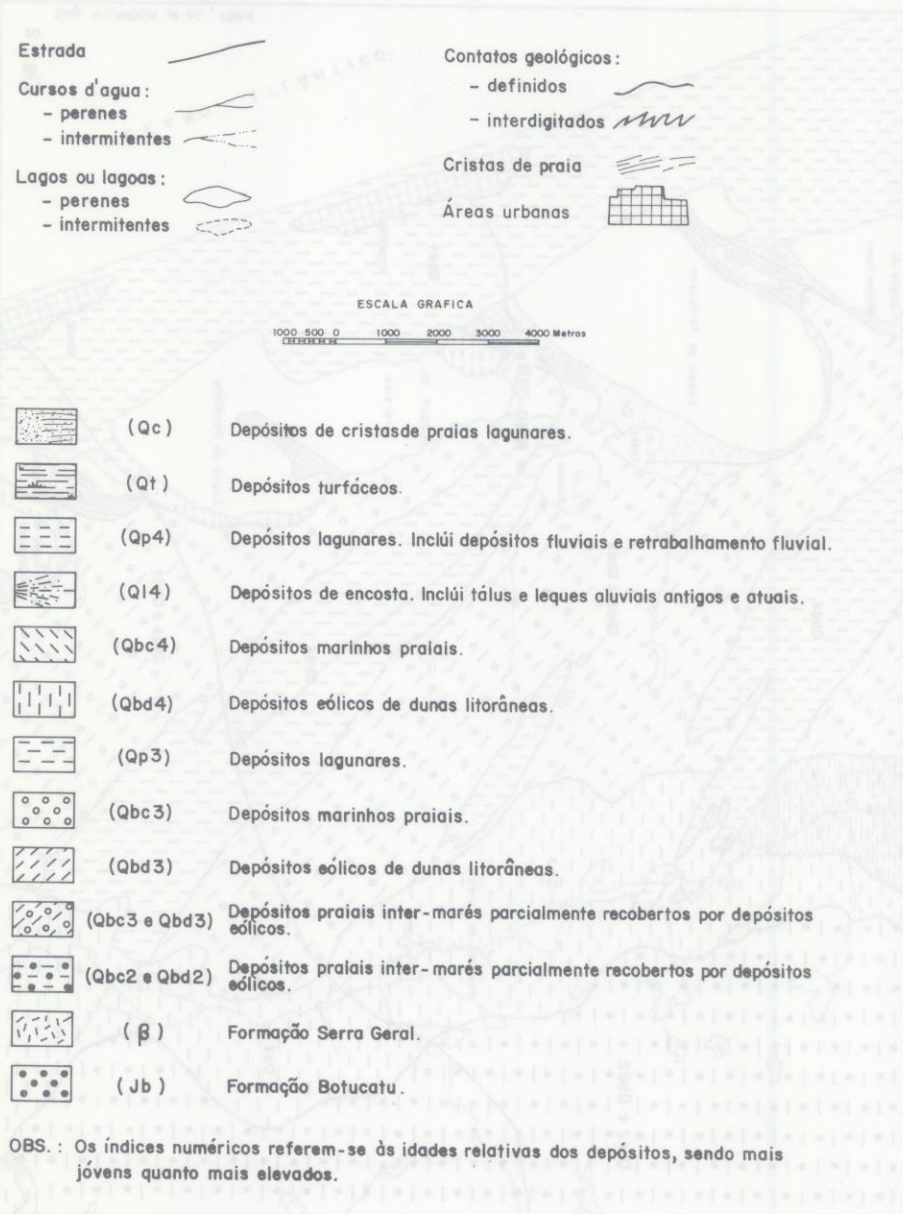 Estrada
Cursos d'agua :
- perenes
- intermitentes
Lagos ou lagoas :
- perenes
- intermitentes
Contatos geológicos :
- definidos
- interdigitados
Cristas de praia
Áreas urbanas
ESCALA GRAFICA
1000 500 0 1000 2000 3000 4000 Metros
(Qc) Depósitos de cristasde praias lagunares.
(Qt) Depósitos turfáceos.
(Qp4) Depósitos lagunares. Inclúi depósitos fluviais e retrabalhamento fluvial.
(Ql4) Depósitos de encosta. Inclúi tálus e leques aluviais antigos e atuais.
(Qbc4) Depósitos marinhos praiais.
(Qbd4) Depósitos eólicos de dunas litorâneas.
(Qp3) Depósitos lagunares.
(Qbc3) Depósitos marinhos praiais.
(Qbd3) Depósitos eólicos de dunas litorâneas.
(Qbc3 e Qbd3) Depósitos praiais inter-marés parcialmente recobertos por depósitos
eólicos.
(Qbc2 e Qbd2) Depósitos praiais inter-marés parcialmente recobertos por depósitos
eólicos.
(β) Formação Serra Geral.
(Jb) Formação Botucatu.
OBS. : Os índices numéricos referem-se às idades relativas dos depósitos, sendo mais
jóvens quanto mais elevados.